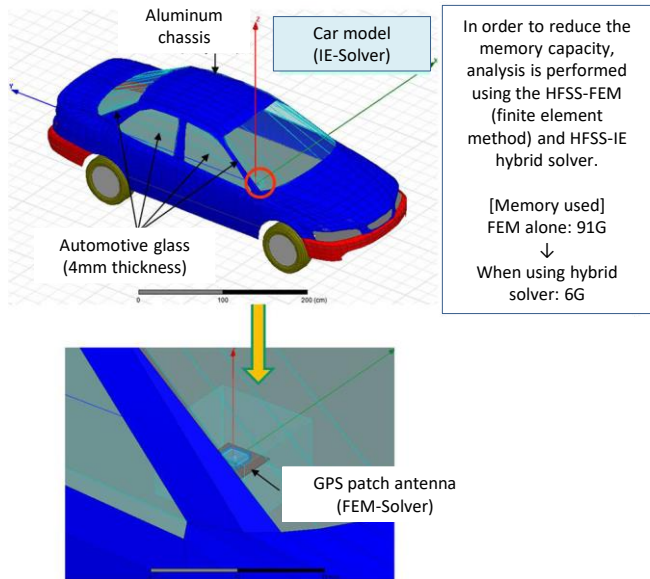 Aluminum
chassis
Car model
(IE-Solver)
In order to reduce the
memory capacity,
analysis is performed
using the HFSS-FEM
(finite element
method) and HFSS-IE
hybrid solver.
[Memory used]
FEM alone: 91G
↓
When using hybrid
solver: 6G
Automotive glass
(4mm thickness)
0 100 200 (cm)
GPS patch antenna
(FEM-Solver)